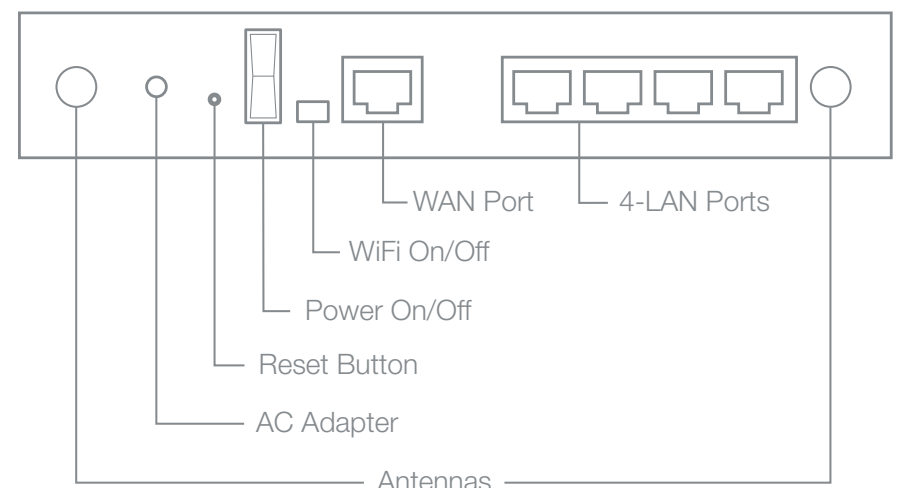 WAN Port
4-LAN Ports
WiFi On/Off
Power On/Off
Reset Button
AC Adapter
Antennas